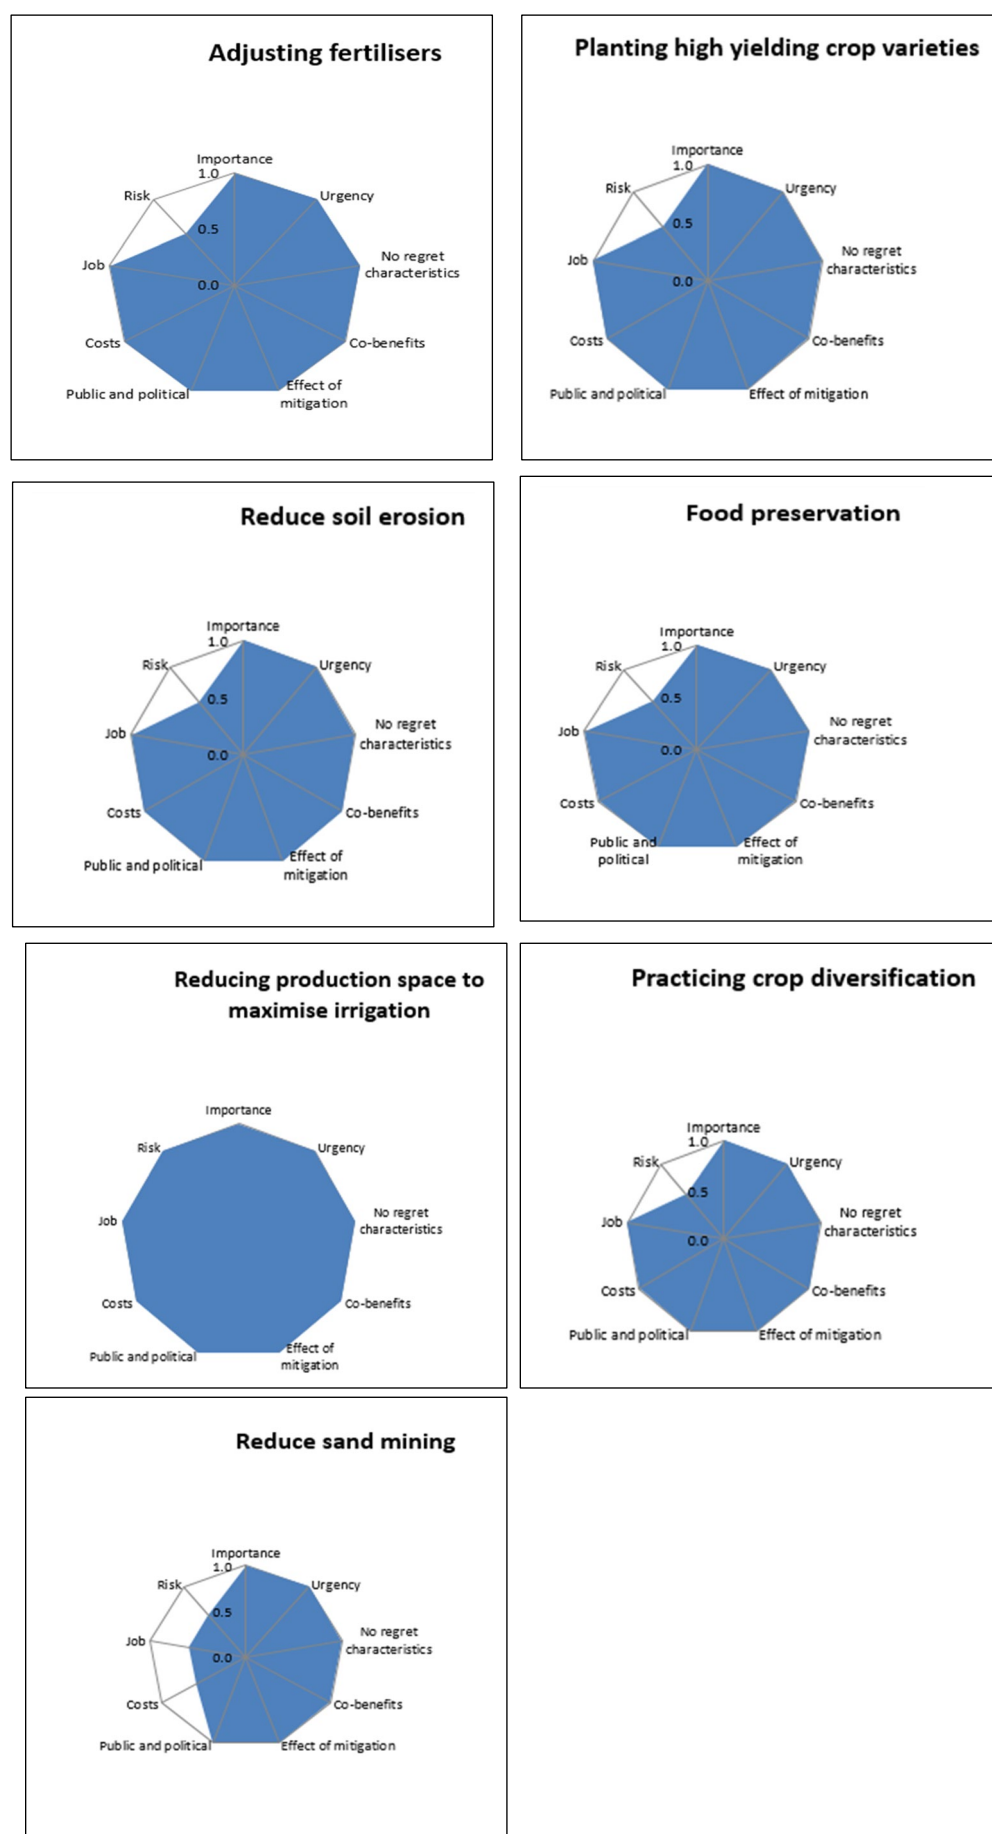 Adjusting fertilisers
Importance
1.0
Risk
Urgency
0.5
No regret
characteristics
Job
0.0
Costs
Co-benefits
Public and political
Effect of
mitigation
Planting high yielding crop varieties
Importance
1.0
Risk
Urgency
0.5
No regret
characteristics
Job
0.0
Costs
Co-benefits
Public and political
Effect of mitigation
Reduce soil erosion
Importance
1.0
Risk
Urgency
0.5
No regret
characteristics
Job
0.0
Costs
Co-benefits
Public and political
Effect of
mitigation
Food preservation
Importance
1.0
Risk
Urgency
0.5
No regret
characteristics
Job
0.0
Costs
Co-benefits
Public and
political
Effect of
mitigation
Reducing production space to
maximise irrigation
Importance
Risk
Urgency
No regret
characteristics
Job
Costs
Co-benefits
Public and political
Effect of
mitigation
Practicing crop diversification
Importance
1.0
Risk
Urgency
0.5
No regret
characteristics
Job
0.0
Costs
Co-benefits
Public and political
Effect of mitigation
Reduce sand mining
Importance
1.0
Risk
Urgency
0.5
No regret
characteristics
Job
0.0
Costs
Co-benefits
Public and political
Effect of mitigation